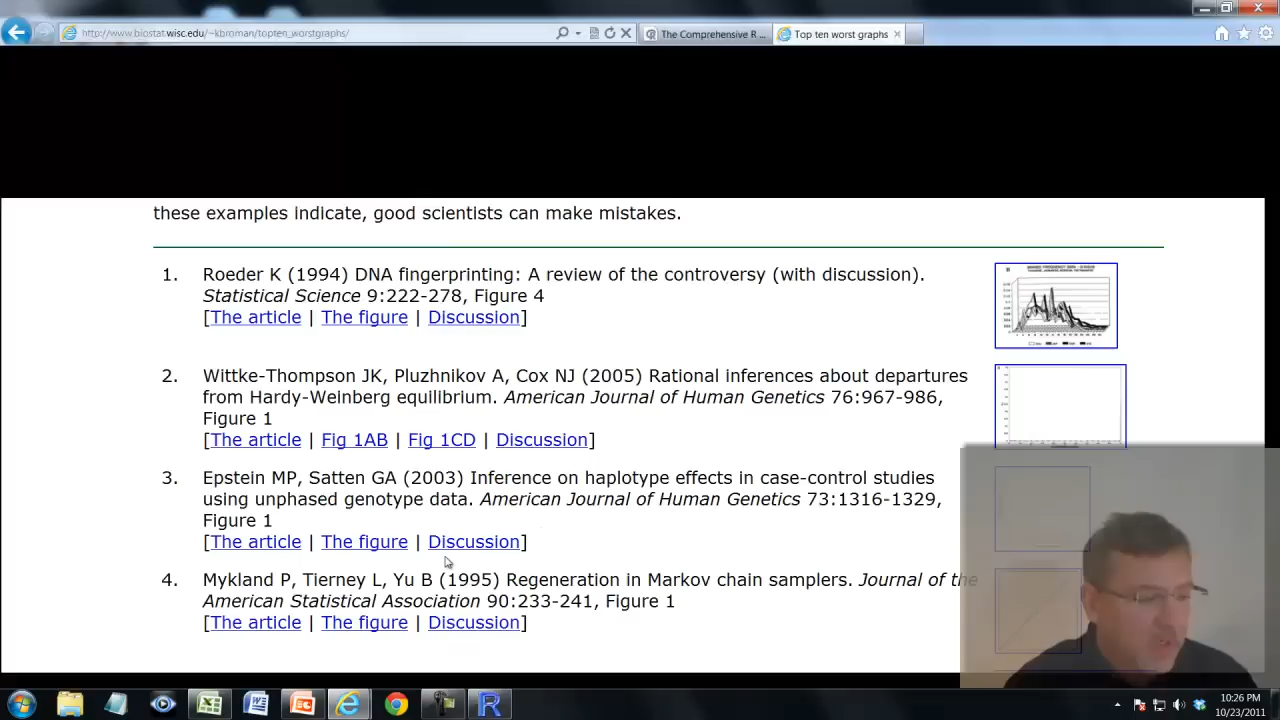 http://www.biostat.wisc.edu/~kbroman/topten_worstgraphs/
The Comprehensive R ...
Top ten worst graphs
these examples indicate, good scientists can make mistakes.
1. Roeder K (1994) DNA fingerprinting: A review of the controversy (with discussion).
Statistical Science 9:222-278, Figure 4
[The article | The figure | Discussion]
2. Wittke-Thompson JK, Pluzhnikov A, Cox NJ (2005) Rational inferences about departures
from Hardy-Weinberg equilibrium. American Journal of Human Genetics 76:967-986,
Figure 1
[The article | Fig 1AB | Fig 1CD | Discussion]
3. Epstein MP, Satten GA (2003) Inference on haplotype effects in case-control studies
using unphased genotype data. American Journal of Human Genetics 73:1316-1329,
Figure 1
[The article | The figure | Discussion]
4. Mykland P, Tierney L, Yu B (1995) Regeneration in Markov chain samplers. Journal of the
American Statistical Association 90:233-241, Figure 1
[The article | The figure | Discussion]
10:26 PM
10/23/2011